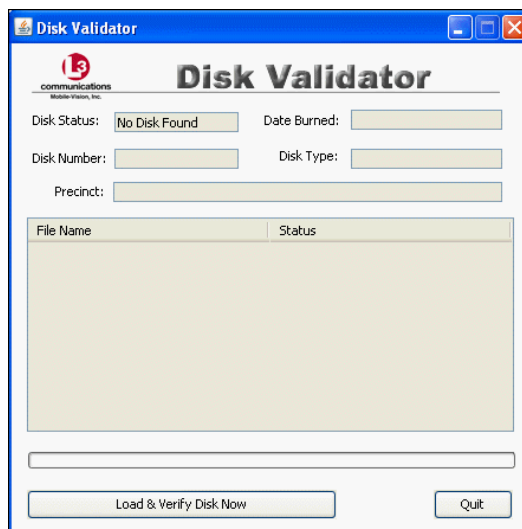 Disk Validator
L3
communications
Mobile-Vision, Inc.
Disk Validator
Disk Status: No Disk Found Date Burned:
Disk Number: Disk Type:
Precinct:
File Name Status
Load & Verify Disk Now Quit